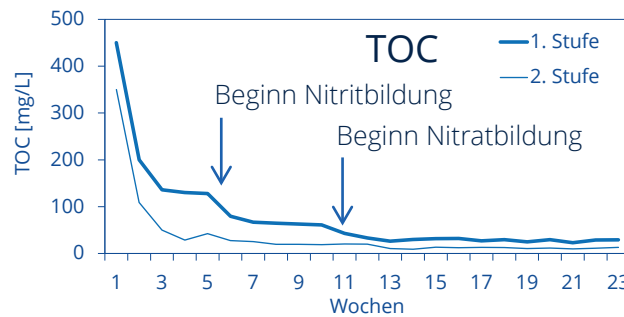 TOC
1. Stufe
2. Stufe
Beginn Nitritbildung
Beginn Nitratbildung
TOC [mg/L]
500
400
300
200
100
0
1 3 5 7 9 11 13 15 17 19 21 23
Wochen